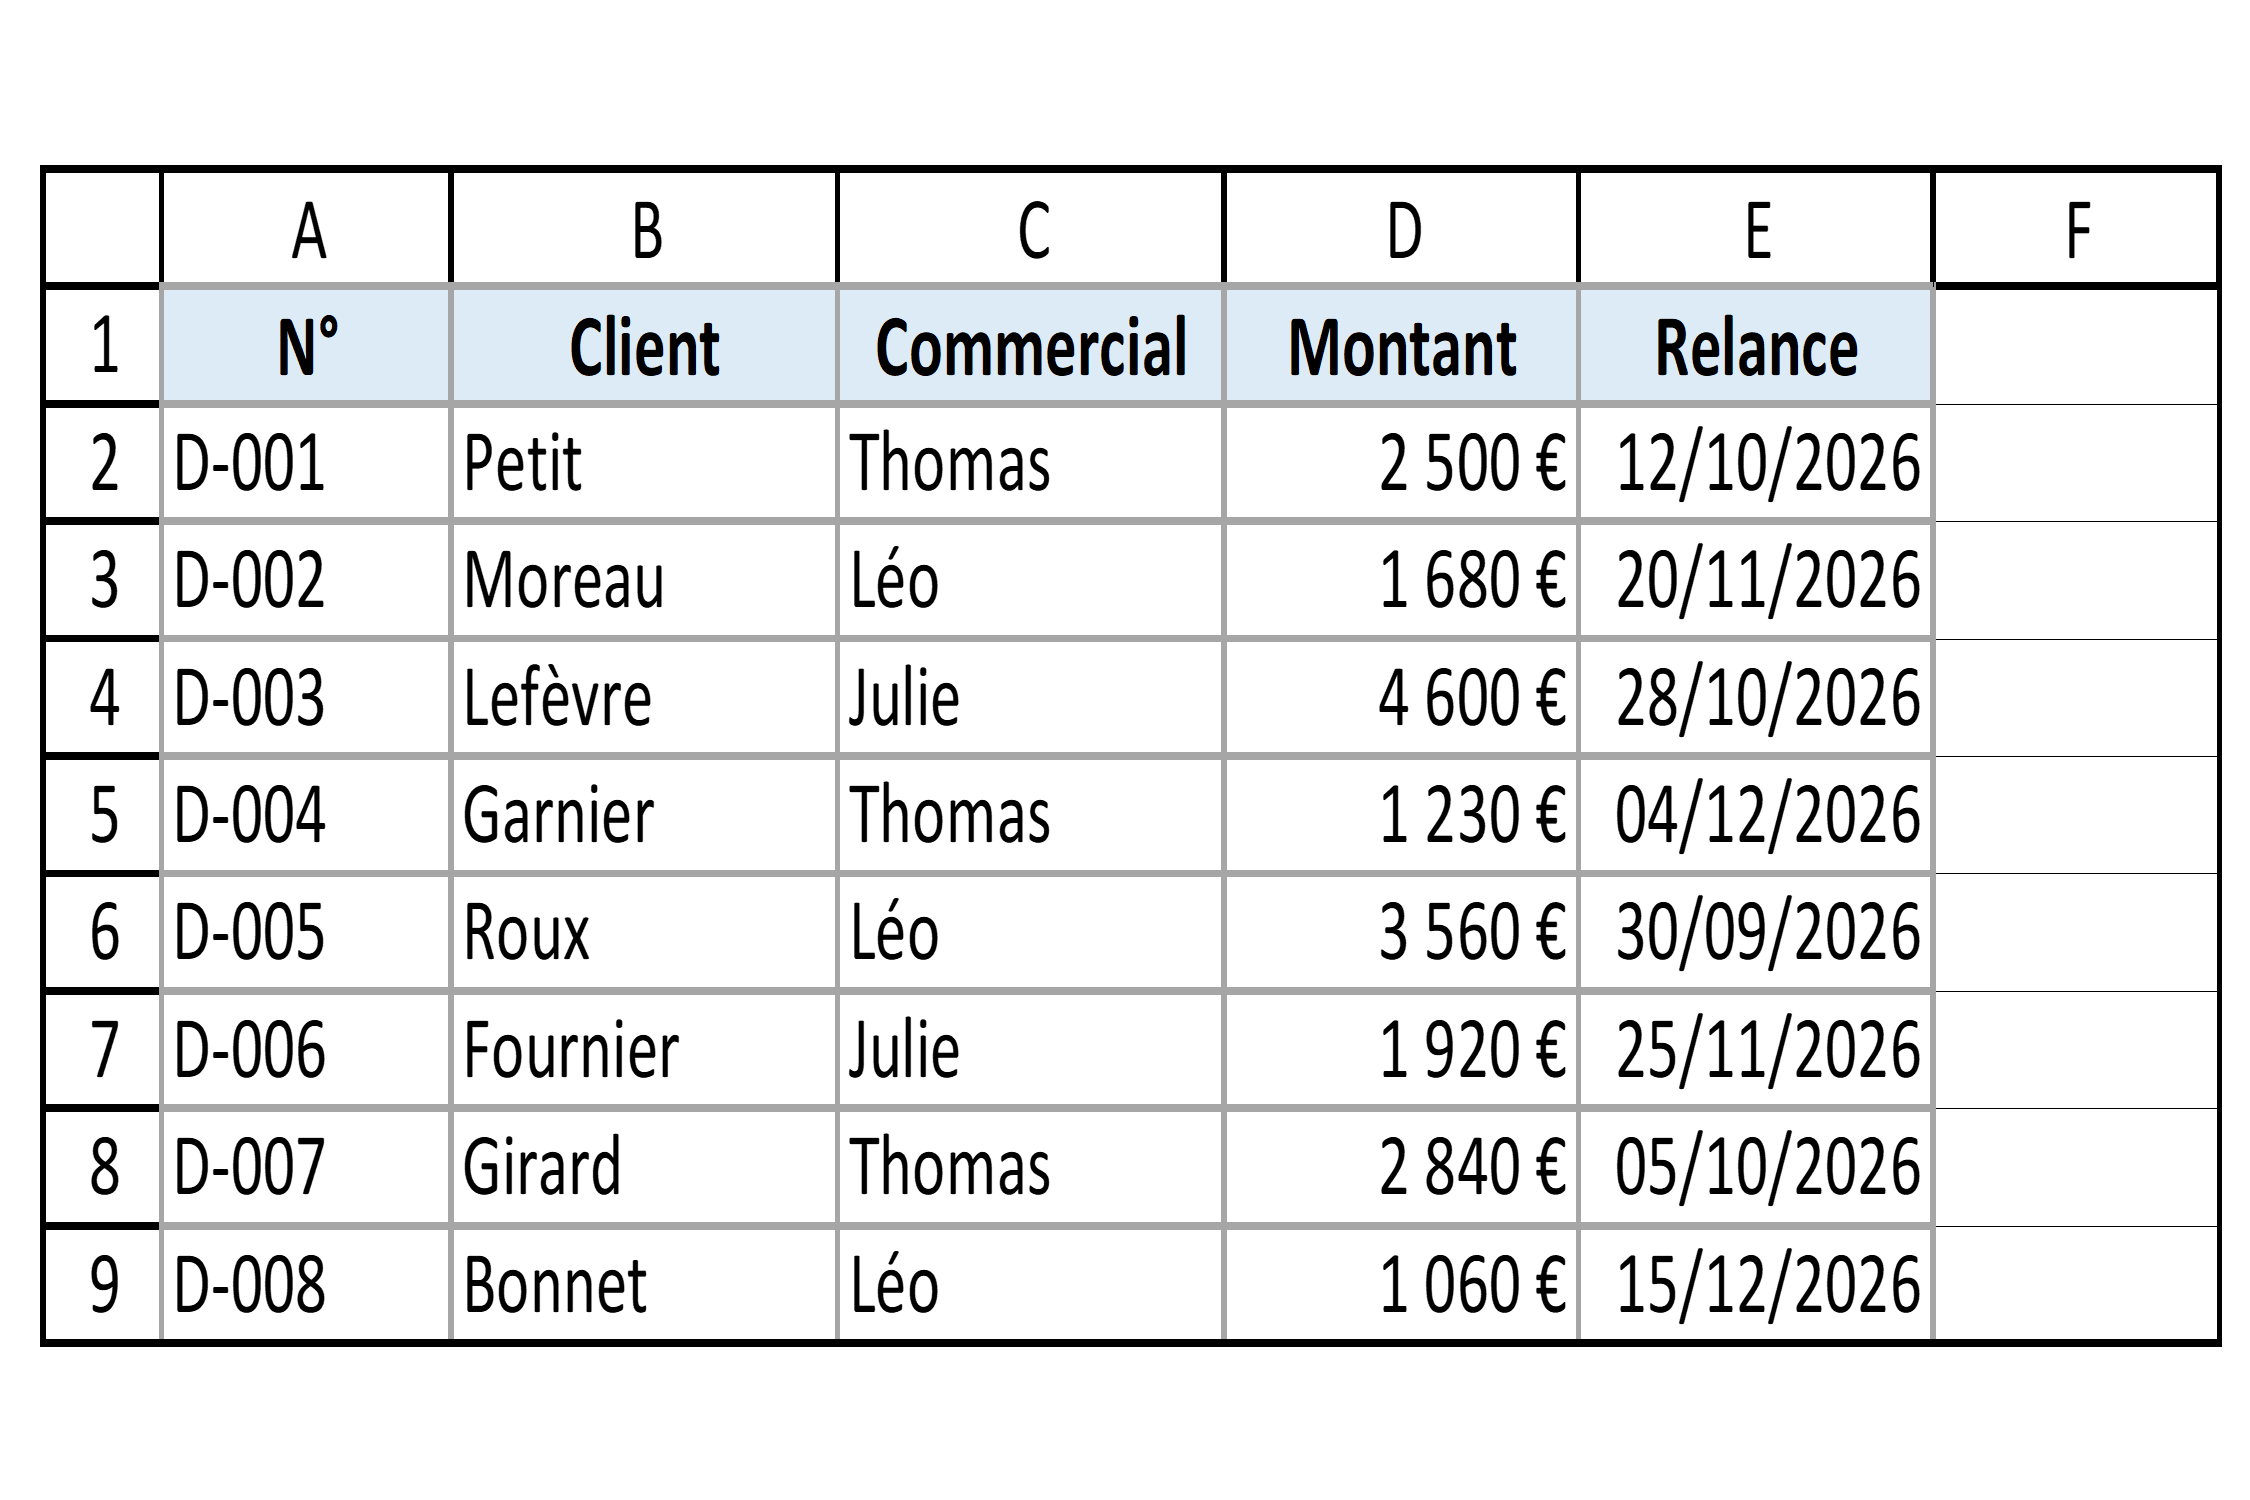 A B C D E F
1 N° Client Commercial Montant Relance
2 D-001 Petit Thomas 2 500 € 12/10/2026
3 D-002 Moreau Léo 1 680 € 20/11/2026
4 D-003 Lefèvre Julie 4 600 € 28/10/2026
5 D-004 Garnier Thomas 1 230 € 04/12/2026
6 D-005 Roux Léo 3 560 € 30/09/2026
7 D-006 Fournier Julie 1 920 € 25/11/2026
8 D-007 Girard Thomas 2 840 € 05/10/2026
9 D-008 Bonnet Léo 1 060 € 15/12/2026